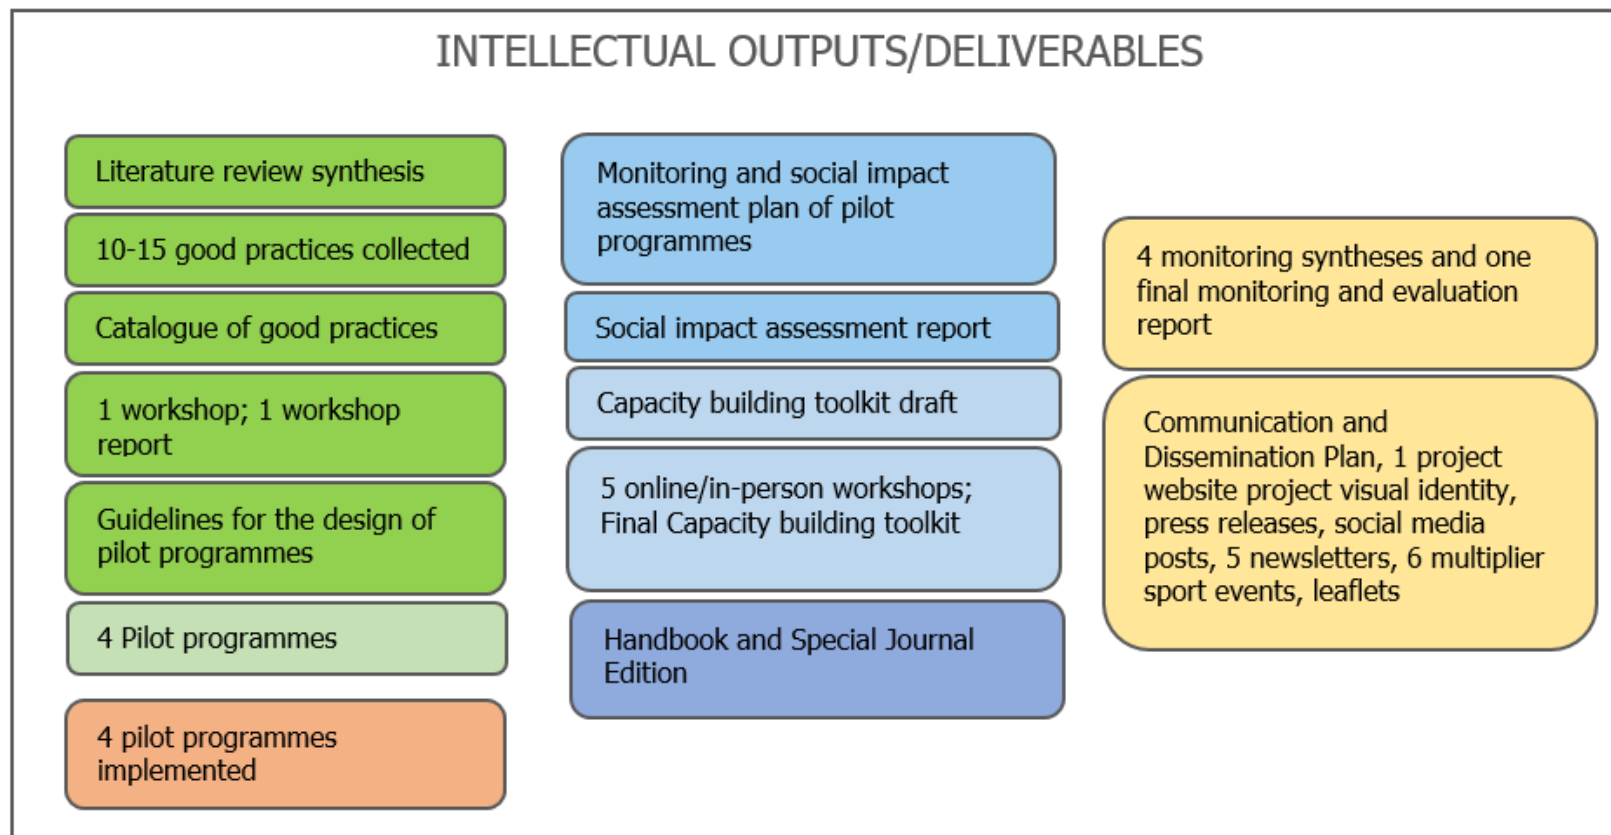 INTELLECTUAL OUTPUTS/DELIVERABLES
Literature review synthesis
10-15 good practices collected
Catalogue of good practices
1 workshop; 1 workshop
report
Guidelines for the design of
pilot programmes
4 Pilot programmes
4 pilot programmes
implemented
Monitoring and social impact
assessment plan of pilot
programmes
Social impact assessment report
Capacity building toolkit draft
5 online/in-person workshops;
Final Capacity building toolkit
Handbook and Special Journal
Edition
4 monitoring syntheses and one
final monitoring and evaluation
report
Communication and
Dissemination Plan, 1 project
website project visual identity,
press releases, social media
posts, 5 newsletters, 6 multiplier
sport events, leaflets